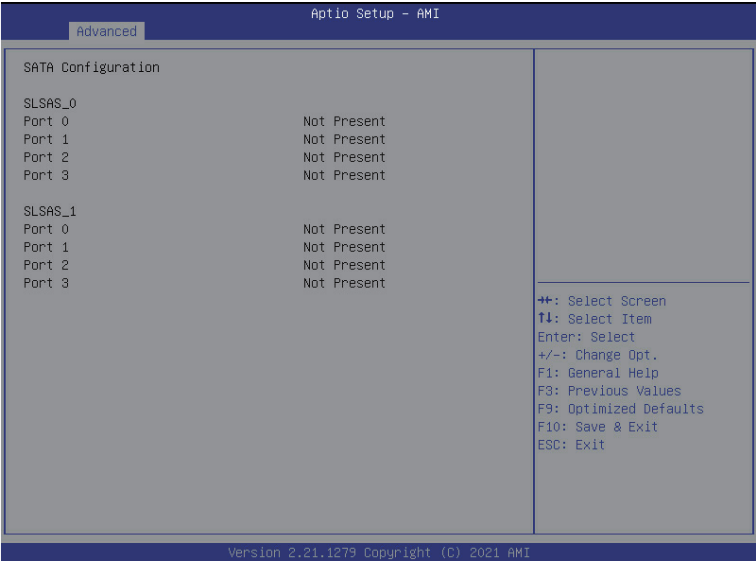 Aptio Setup – AMI
Advanced
SATA Configuration
SLSAS_0
Port 0 Not Present
Port 1 Not Present
Port 2 Not Present
Port 3 Not Present
SLSAS_1
Port 0 Not Present
Port 1 Not Present
Port 2 Not Present
Port 3 Not Present
→←: Select Screen
↑↓: Select Item
Enter: Select
+/-: Change Opt.
F1: General Help
F3: Previous Values
F9: Optimized Defaults
F10: Save & Exit
ESC: Exit
Version 2.21.1279 Copyright (C) 2021 AMI